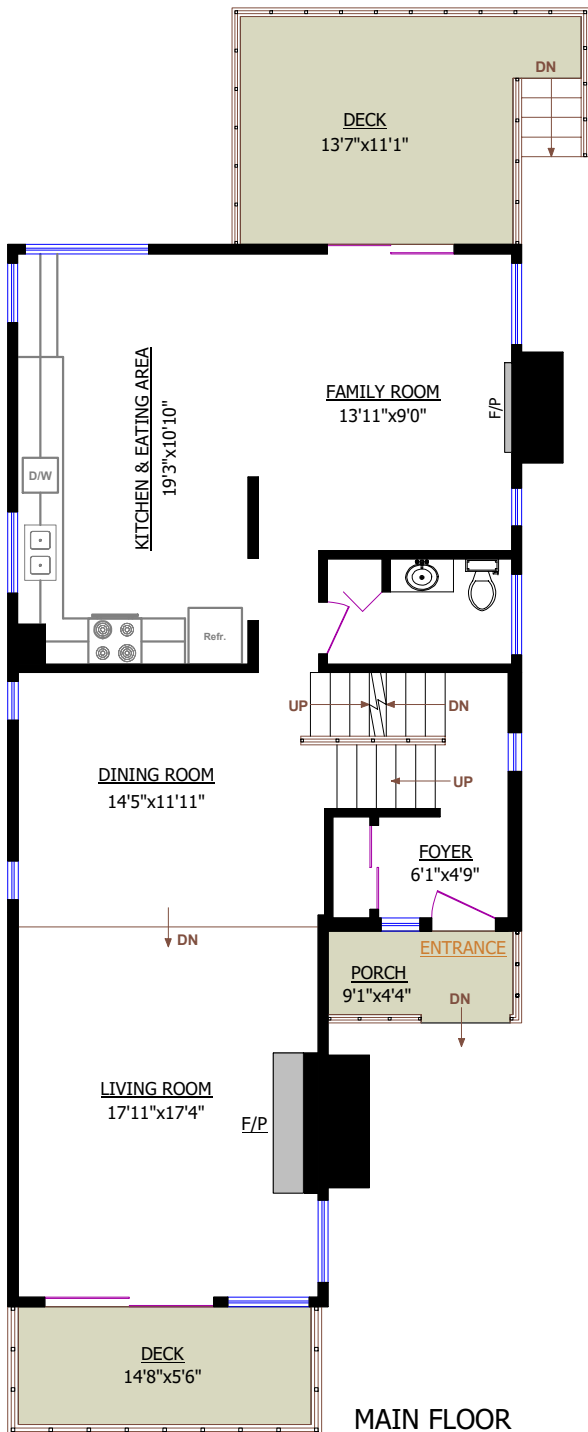 DN
DECK
13'7"x11'1"
KITCHEN & EATING AREA
19'3"x10'10"
FAMILY ROOM
13'11"x9'0"
F/P
D/W
Refr.
UP
DN
UP
DINING ROOM
14'5"x11'11"
FOYER
6'1"x4'9"
DN
ENTRANCE
PORCH
9'1"x4'4"
DN
LIVING ROOM
17'11"x17'4"
F/P
DECK
14'8"x5'6"
MAIN FLOOR